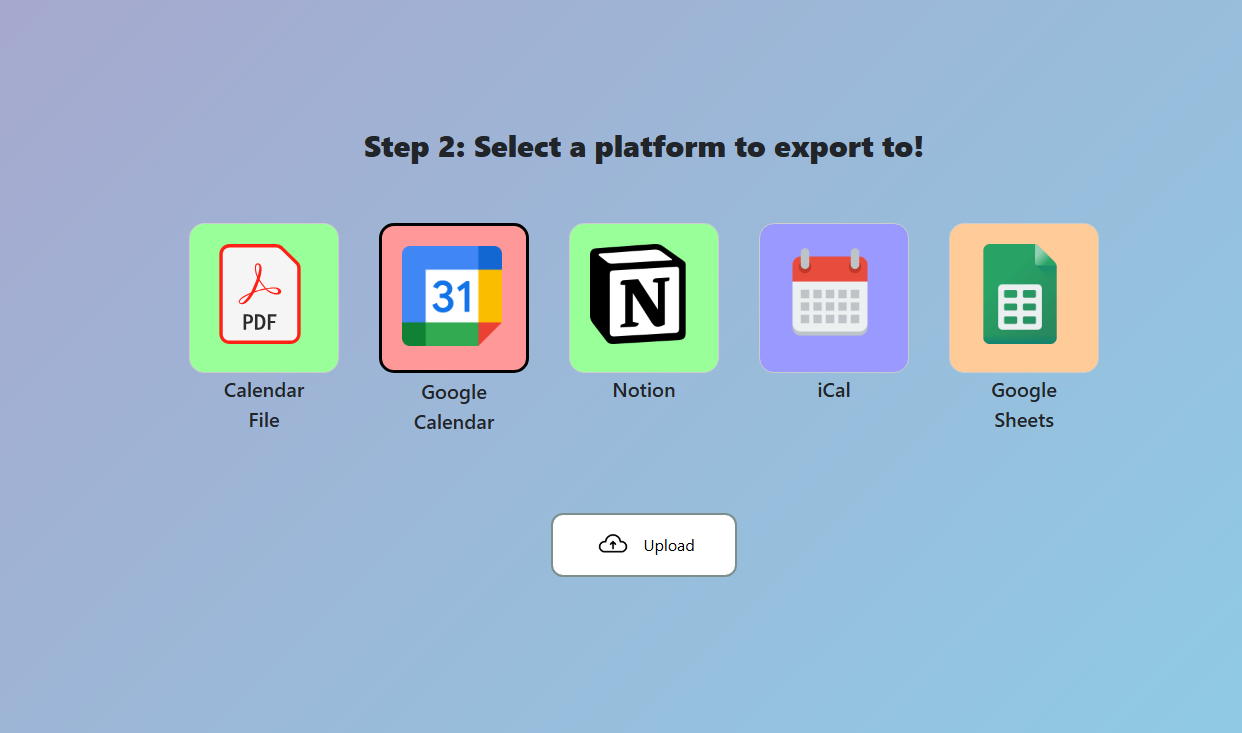 Step 2: Select a platform to export to!
PDF
31
N
Calendar
File
Google
Calendar
Notion
iCal
Google
Sheets
Upload